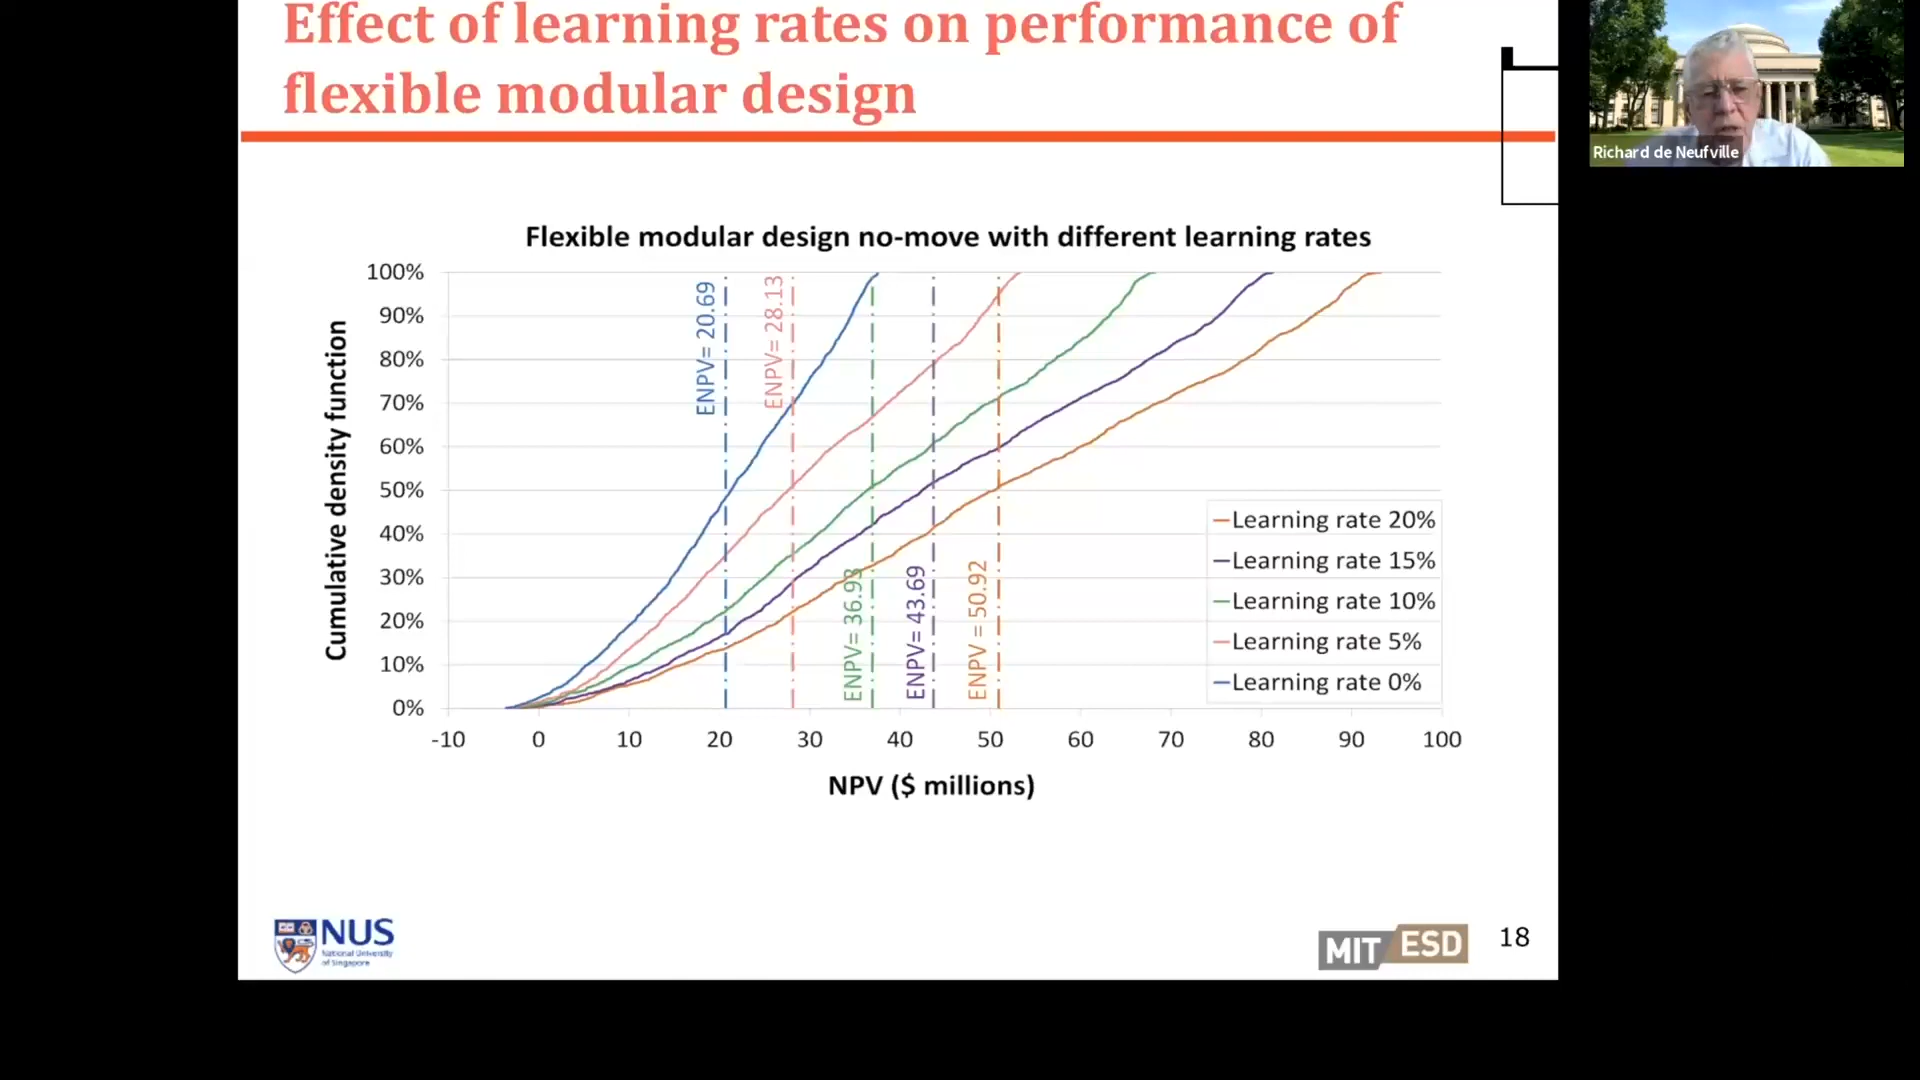 Effect of learning rates on performance of
flexible modular design
Richard de Neufville
Flexible modular design no-move with different learning rates
Cumulative density function
100%
90%
80%
70%
60%
50%
40%
30%
20%
10%
0%
ENPV= 20.69
ENPV= 28.13
ENPV= 36.93
ENPV= 43.69
ENPV = 50.92
Learning rate 20%
Learning rate 15%
Learning rate 10%
Learning rate 5%
Learning rate 0%
-10 0 10 20 30 40 50 60 70 80 90 100
NPV ($ millions)
NUS
National University
of Singapore
MIT ESD
18